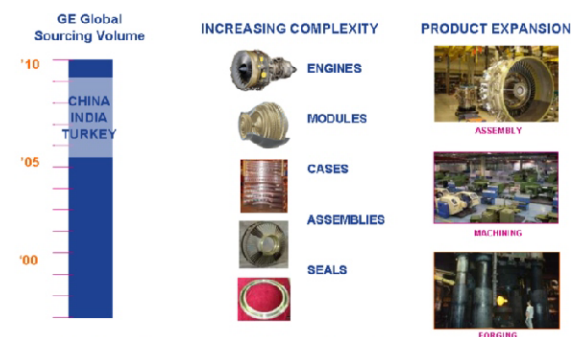 GE Global
Sourcing Volume
'10
CHINA
INDIA
TURKEY
'05
'00
INCREASING COMPLEXITY
ENGINES
MODULES
CASES
ASSEMBLIES
SEALS
PRODUCT EXPANSION
ASSEMBLY
MACHINING
FORGING